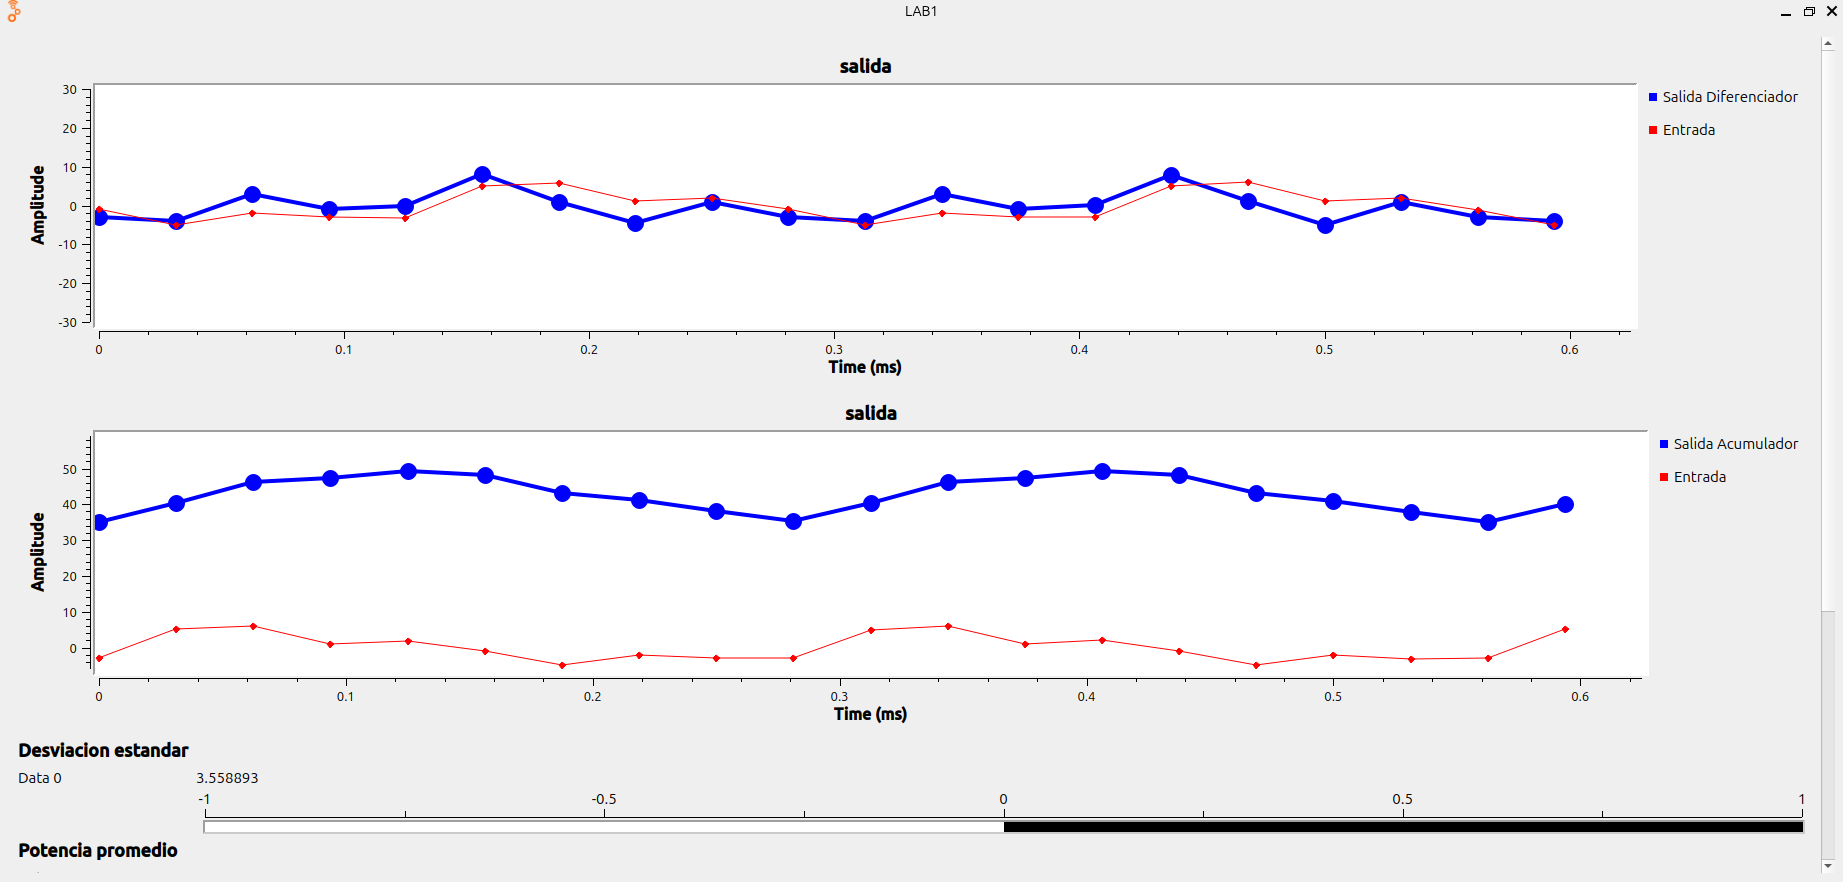 LAB1
salida
30
20
10
0
-10
-20
-30
Amplitude
Salida Diferenciador
Entrada
0 0.1 0.2 0.3 0.4 0.5 0.6
Time (ms)
salida
50
40
30
20
10
0
Amplitude
Salida Acumulador
Entrada
0 0.1 0.2 0.3 0.4 0.5 0.6
Time (ms)
Desviacion estandar
Data 0 3.558893
-1 -0.5 0 0.5 1
Potencia promedio